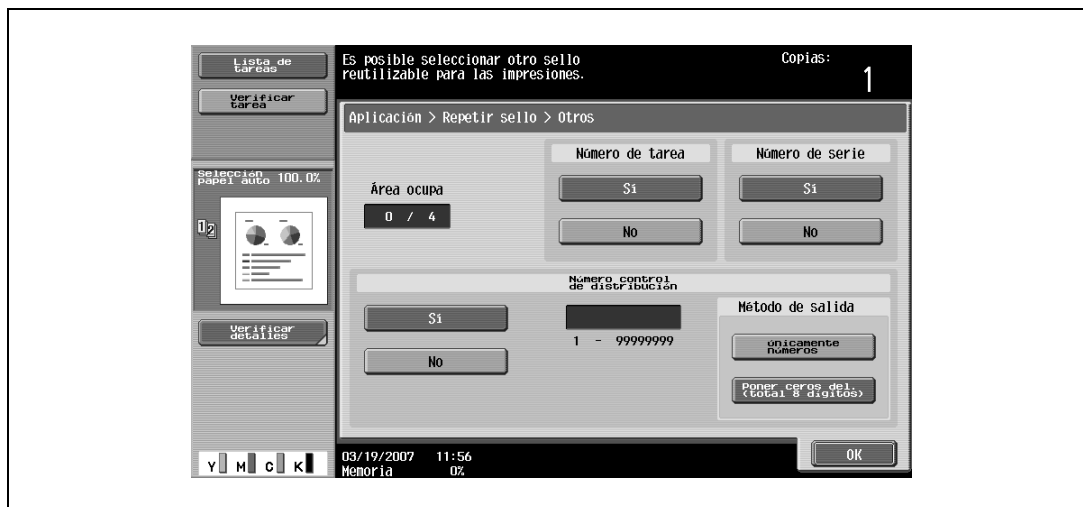 Lista de
tareas
Verificar
tarea
Es posible seleccionar otro sello
reutilizable para las impresiones.
Copias:
1
Aplicación > Repetir sello > Otros
Selección
papel auto 100.0%
1 2
Verificar
detalles
Área ocupa
0 / 4
Número de tarea
Sí
No
Número de serie
Sí
No
Número control
de distribución
Sí
No
1 - 99999999
Método de salida
únicamente
números
Poner ceros del.
(total 8 dígitos)
Y M C K
03/19/2007 11:56
Memoria 0%
OK